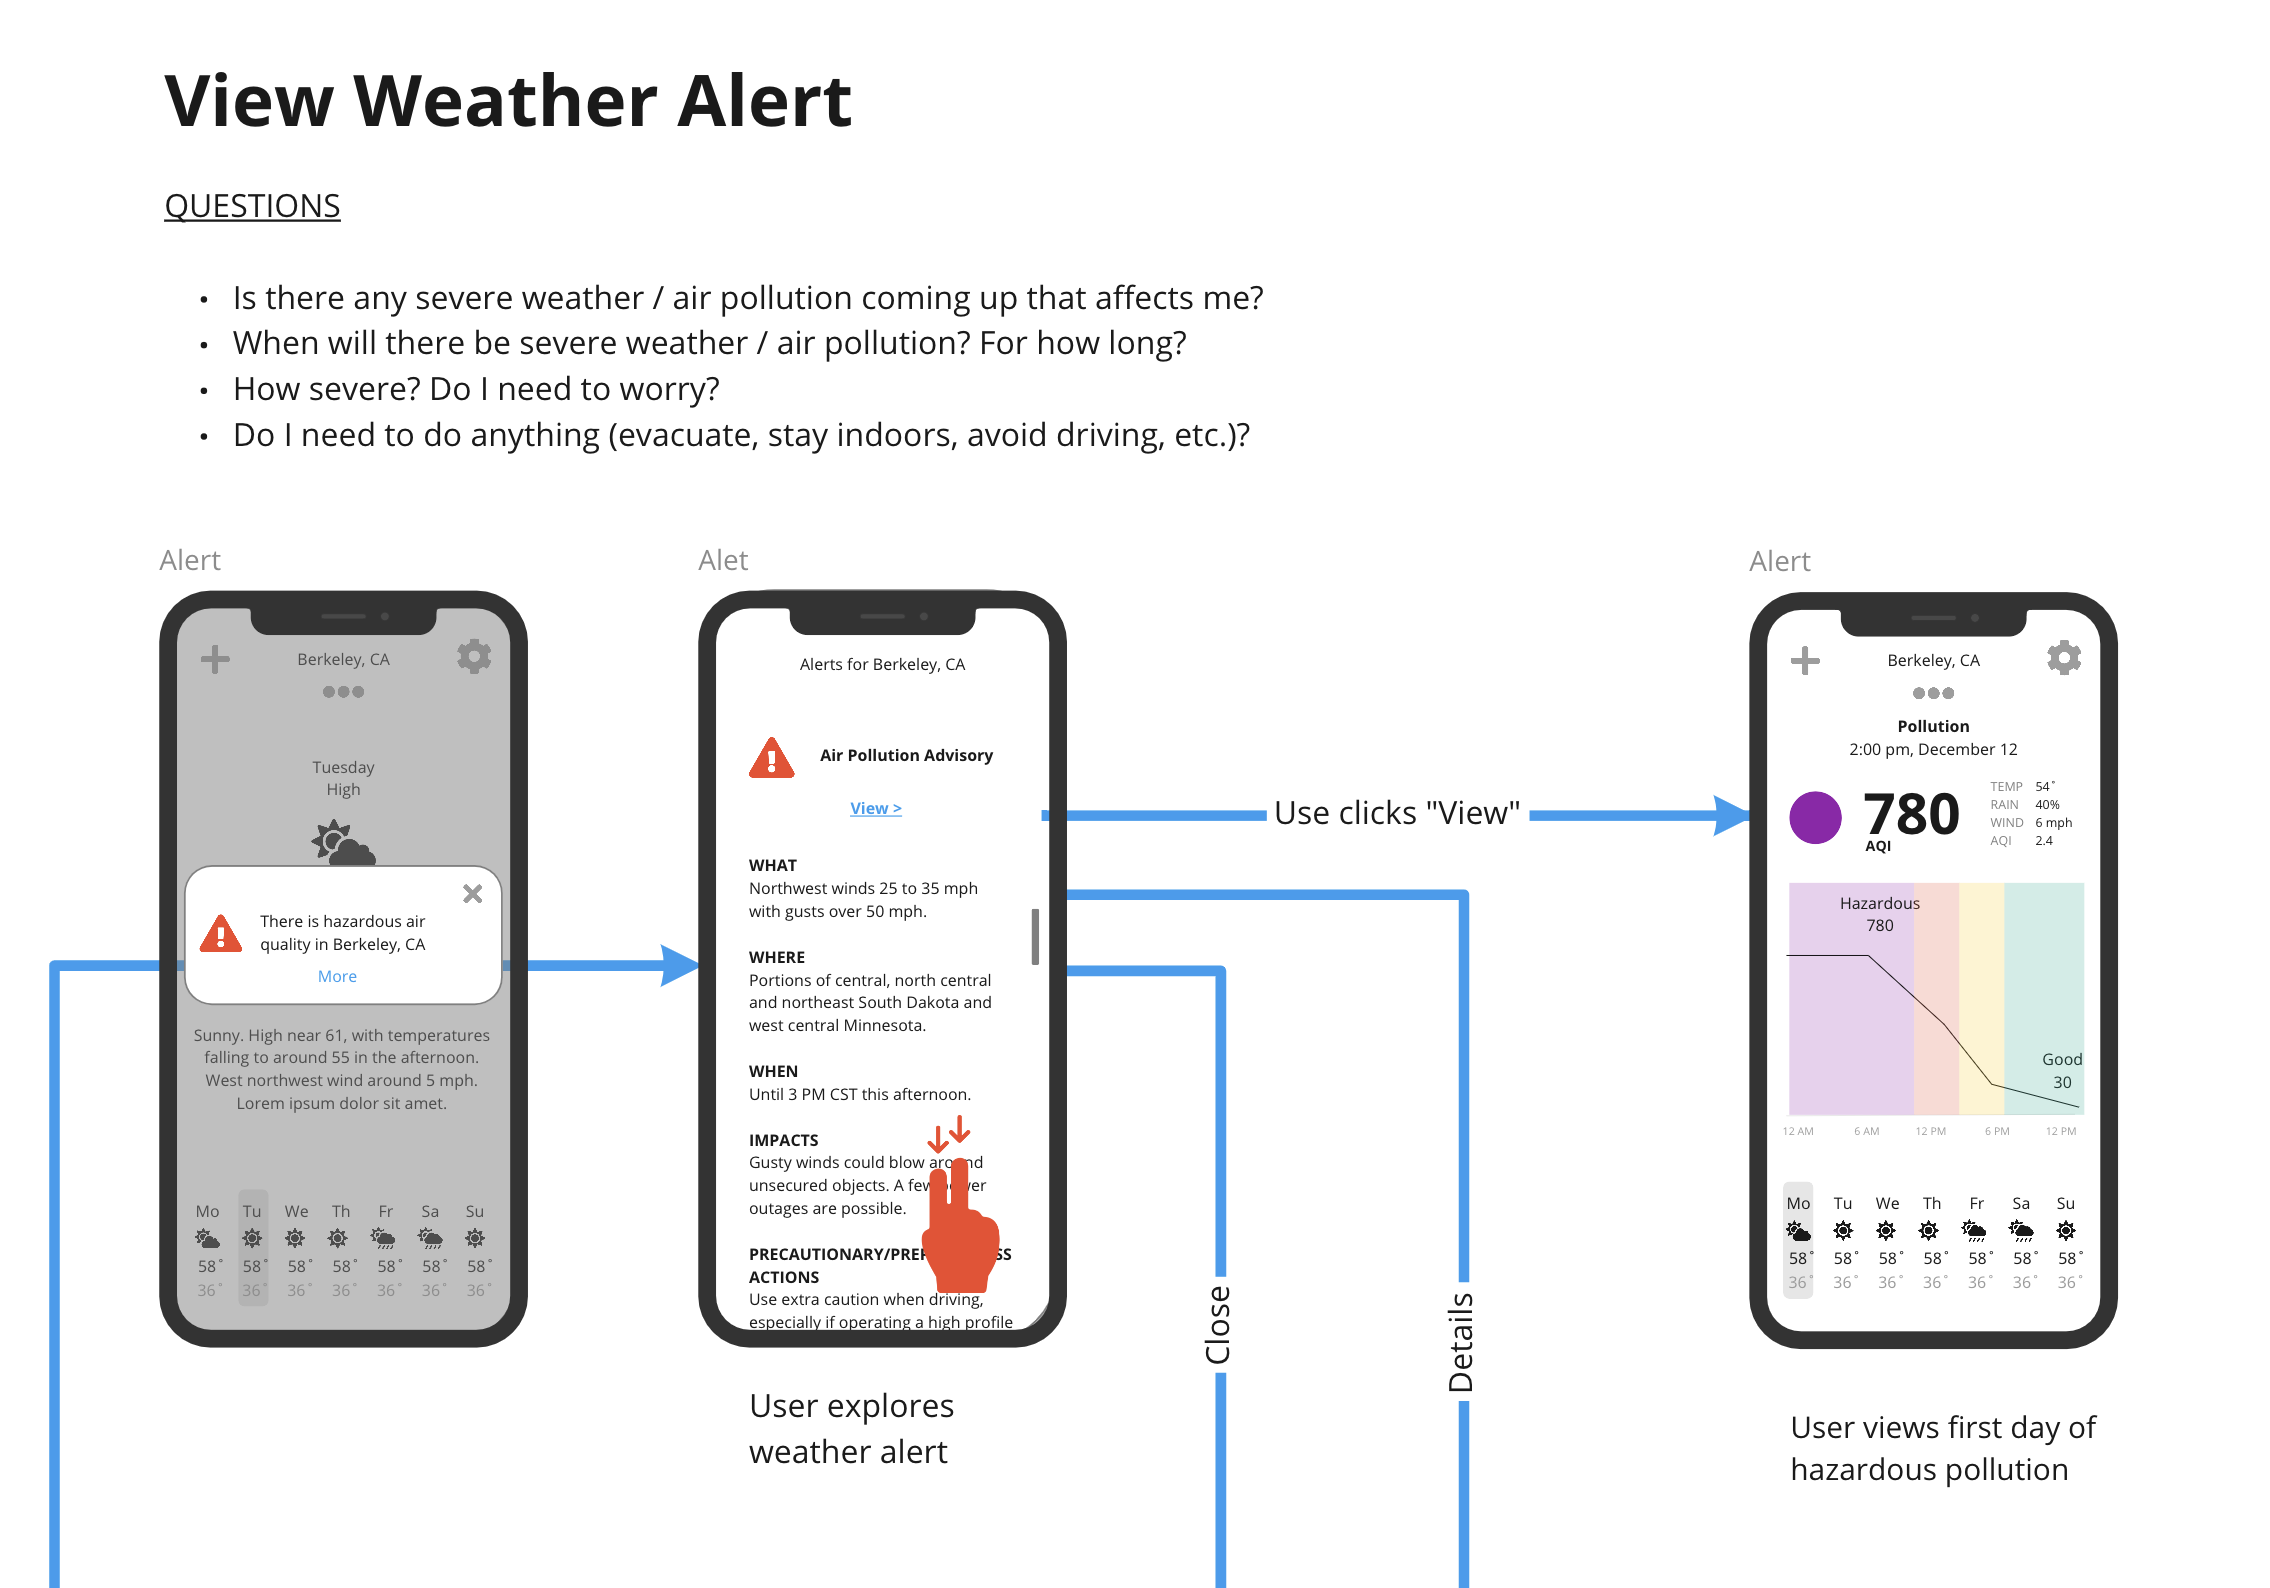 View Weather Alert
QUESTIONS
• Is there any severe weather / air pollution coming up that affects me?
• When will there be severe weather / air pollution? For how long?
• How severe? Do I need to worry?
• Do I need to do anything (evacuate, stay indoors, avoid driving, etc.)?
Alert
Berkeley, CA
Tuesday
High
There is hazardous air
quality in Berkeley, CA
More
Sunny. High near 61, with temperatures
falling to around 55 in the afternoon.
West northwest wind around 5 mph.
Lorem ipsum dolor sit amet.
Mo Tu We Th Fr Sa Su
58° 58° 58° 58° 58° 58° 58°
36° 36° 36° 36° 36° 36° 36°
Alet
Alerts for Berkeley, CA
Air Pollution Advisory
View >
WHAT
Northwest winds 25 to 35 mph
with gusts over 50 mph.
WHERE
Portions of central, north central
and northeast South Dakota and
west central Minnesota.
WHEN
Until 3 PM CST this afternoon.
IMPACTS
Gusty winds could blow around
unsecured objects. A few power
outages are possible.
PRECAUTIONARY/PREPAREDNESS
ACTIONS
Use extra caution when driving,
especially if operating a high profile
User explores
weather alert
Use clicks "View"
Close
Details
Alert
Berkeley, CA
Pollution
2:00 pm, December 12
780
AQI
TEMP 54°
RAIN 40%
WIND 6 mph
AQI 2.4
Hazardous
780
Good
30
12 AM 6 AM 12 PM 6 PM 12 PM
Mo Tu We Th Fr Sa Su
58° 58° 58° 58° 58° 58° 58°
36° 36° 36° 36° 36° 36° 36°
User views first day of
hazardous pollution